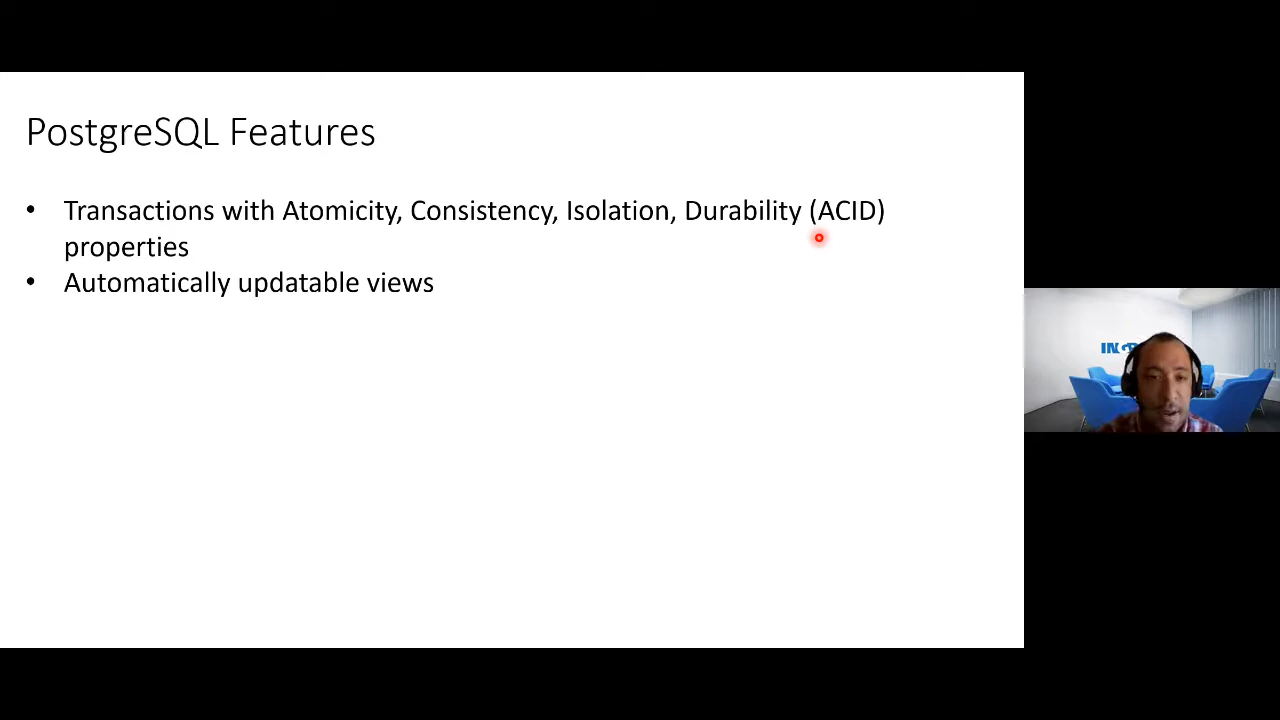 PostgreSQL Features
• Transactions with Atomicity, Consistency, Isolation, Durability (ACID)
properties
• Automatically updatable views